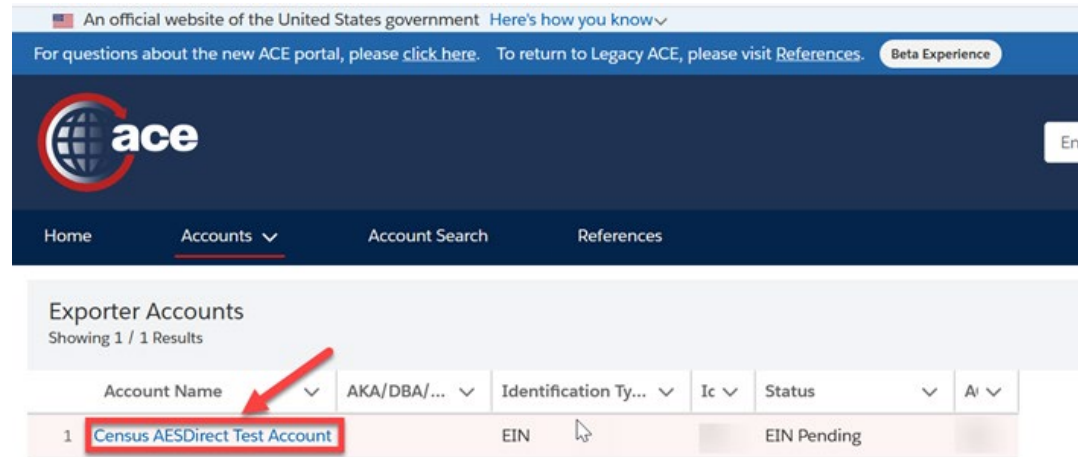 An official website of the United States government Here's how you know
For questions about the new ACE portal, please click here. To return to Legacy ACE, please visit References. Beta Experience
ace
En
Home Accounts Account Search References
Exporter Accounts
Showing 1 / 1 Results
Account Name AKA/DBA/... Identification Ty... Status
1 Census AESDirect Test Account EIN EIN Pending